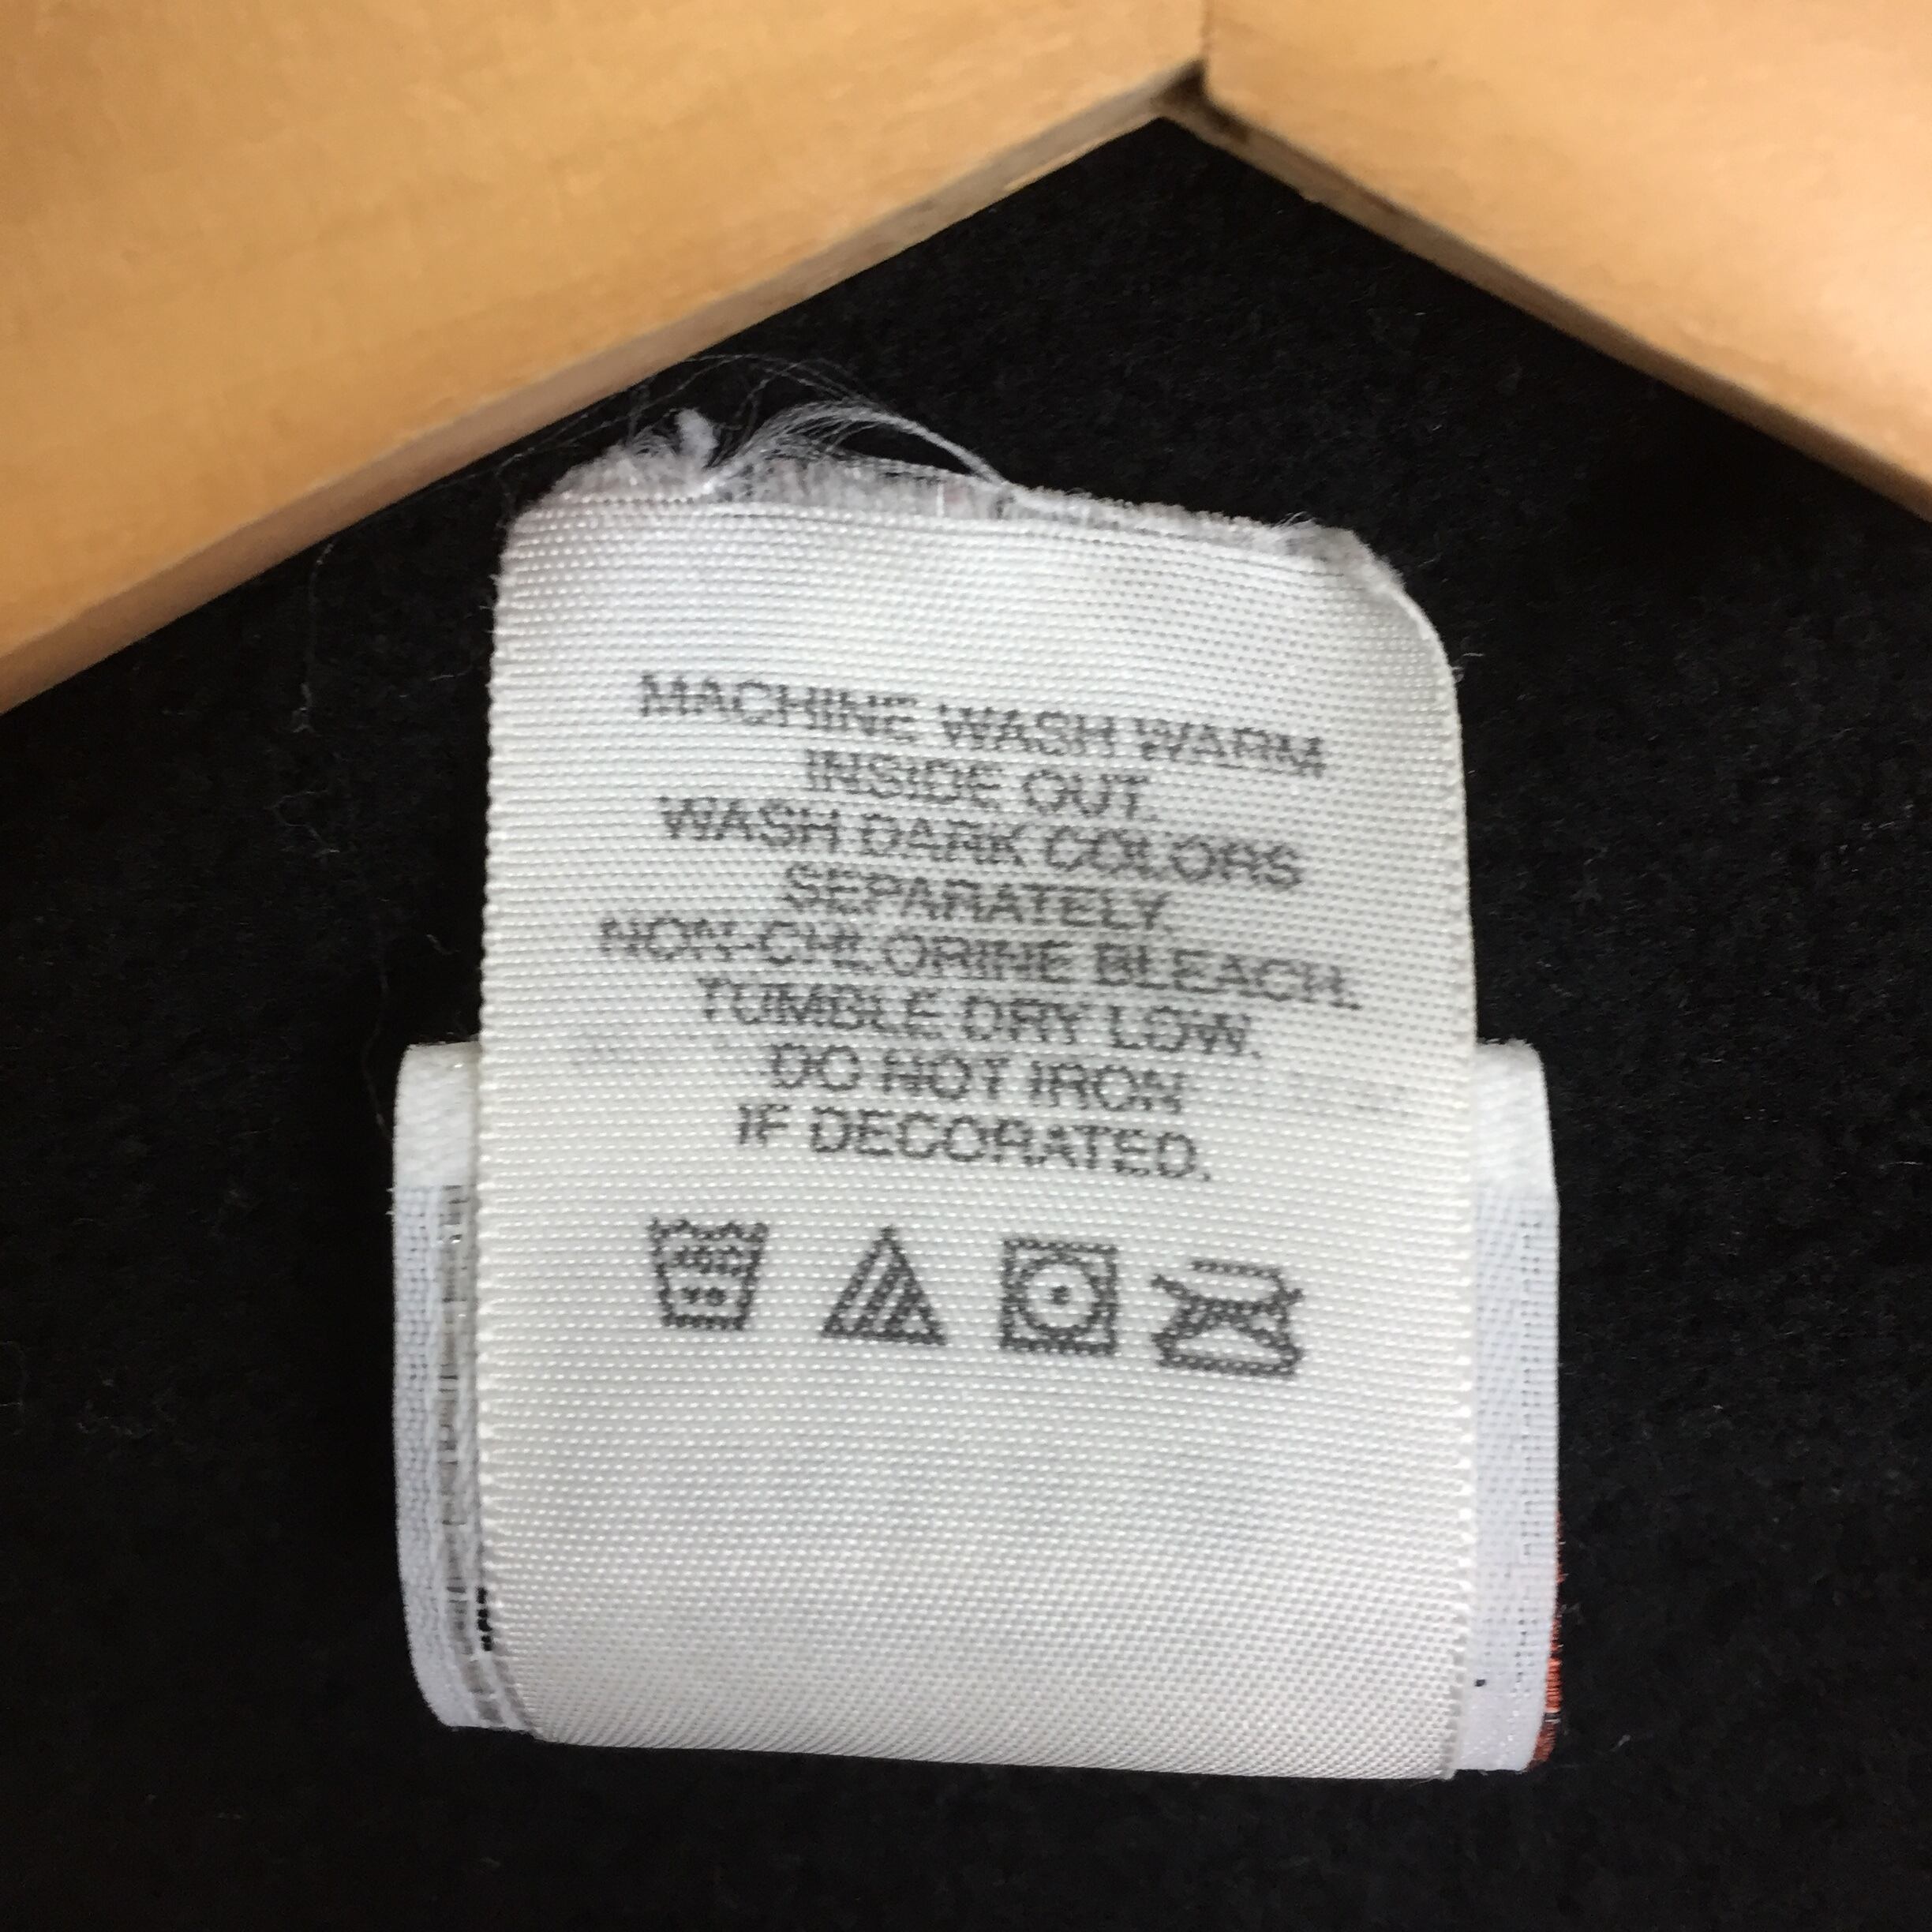 MACHINE WASH WARM
INSIDE OUT.
WASH DARK COLORS
SEPARATELY.
NON-CHLORINE BLEACH.
TUMBLE DRY LOW.
DO NOT IRON
IF DECORATED.